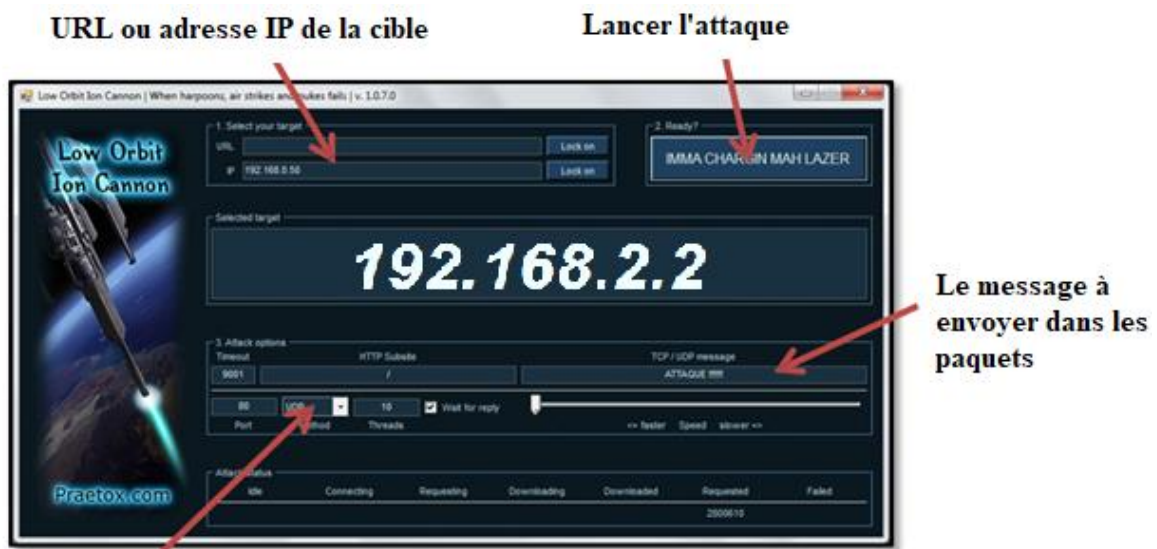 URL ou adresse IP de la cible
Lancer l'attaque
Low Orbit Ion Cannon | When harpoons, air strikes and nukes fails | v. 1.0.7.0
Low Orbit
Ion Cannon
1. Select your target
URL
Lock on
IP
192.168.0.50
Lock on
2. Ready?
IMMA CHARGIN MAH LAZER
Selected target
192.168.2.2
Le message à
envoyer dans les
paquets
3. Attack options
Timeout
HTTP Subsite
TCP / UDP message
9001
/
ATTAQUE
80
UDP
10
Wait for reply
Port
Threads
<= faster Speed slower =>
Attack status
Idle
Connecting
Requesting
Downloading
Downloaded
Requested
Failed
2800610
Praetox.com